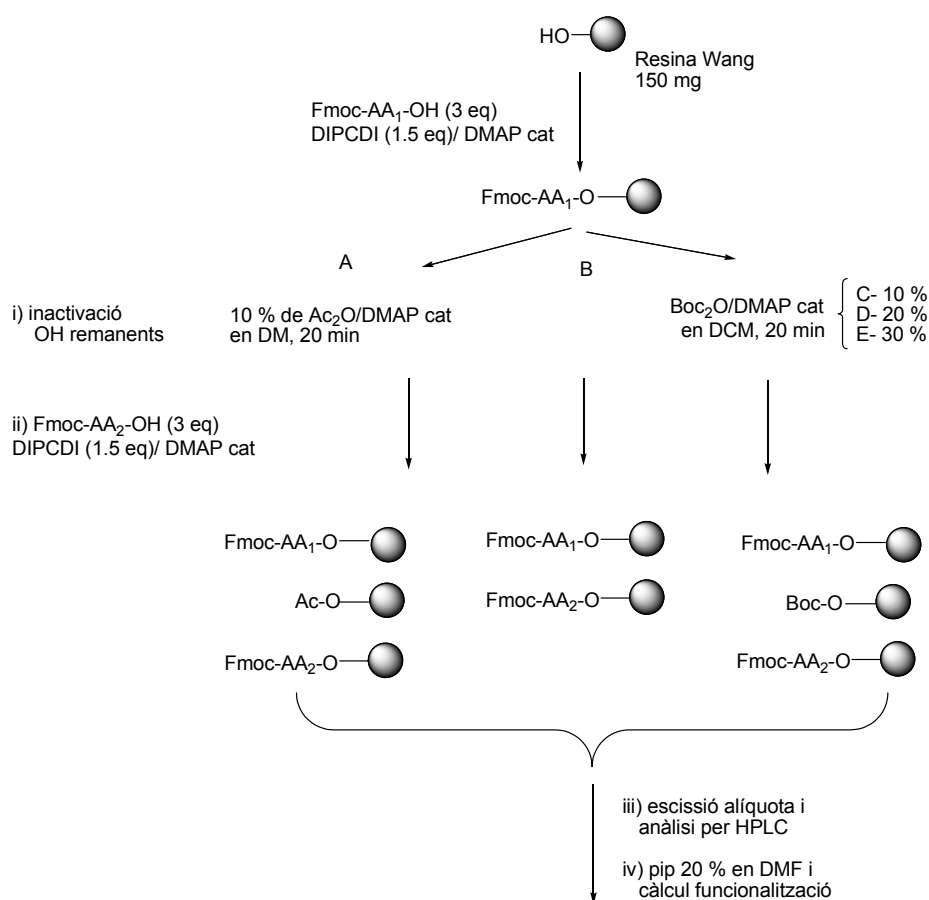 HO
Resina Wang
150 mg
Fmoc-AA1-OH (3 eq)
DIPCDI (1.5 eq)/ DMAP cat
Fmoc-AA1-O
A
B
i) inactivació
OH remanents
10 % de Ac2O/DMAP cat
en DM, 20 min
Boc2O/DMAP cat
en DCM, 20 min
C- 10 %
D- 20 %
E- 30 %
ii) Fmoc-AA2-OH (3 eq)
DIPCDI (1.5 eq)/ DMAP cat
Fmoc-AA1-O
Ac-O
Fmoc-AA2-O
Fmoc-AA1-O
Fmoc-AA2-O
Fmoc-AA1-O
Boc-O
Fmoc-AA2-O
iii) escissió alíquota i
anàlisi per HPLC
iv) pip 20 % en DMF i
càlcul funcionalització